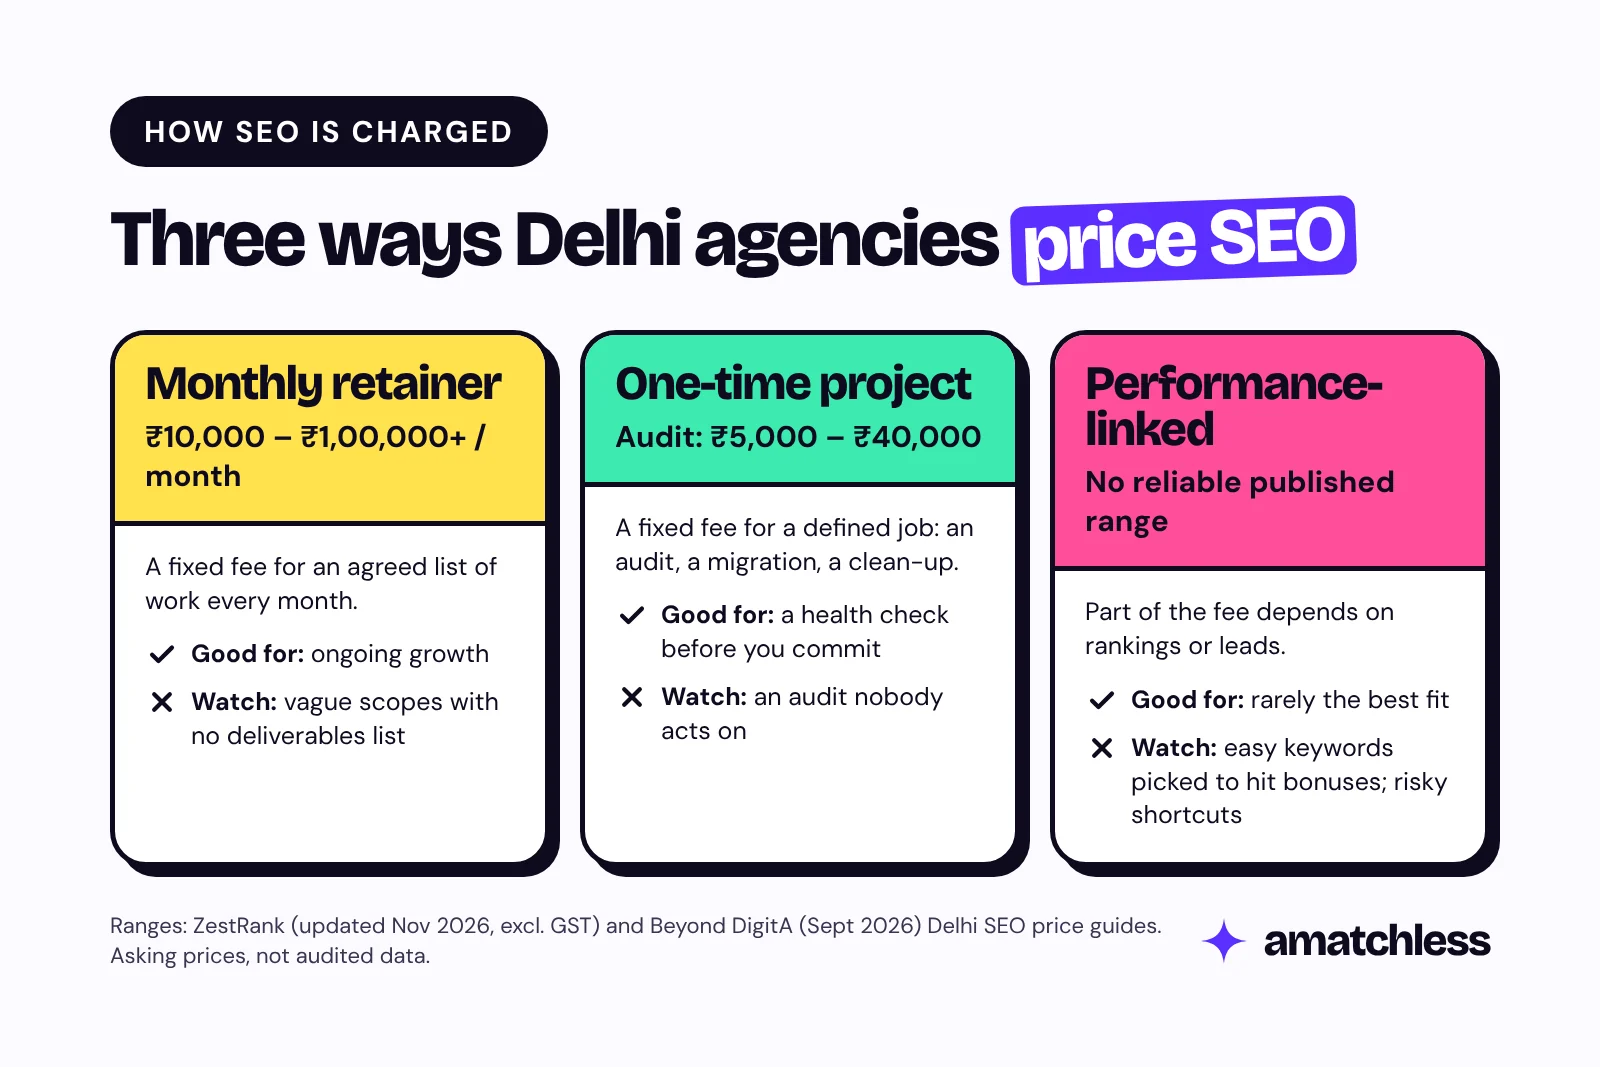 HOW SEO IS CHARGED
Three ways Delhi agencies price SEO
Monthly retainer
₹10,000 – ₹1,00,000+ /
month
A fixed fee for an agreed list of
work every month.
Good for: ongoing growth
Watch: vague scopes with
no deliverables list
One-time project
Audit: ₹5,000 – ₹40,000
A fixed fee for a defined job: an
audit, a migration, a clean-up.
Good for: a health check
before you commit
Watch: an audit nobody
acts on
Performance-
linked
No reliable published
range
Part of the fee depends on
rankings or leads.
Good for: rarely the best fit
Watch: easy keywords
picked to hit bonuses; risky
shortcuts
Ranges: ZestRank (updated Nov 2026, excl. GST) and Beyond DigitA (Sept 2026) Delhi SEO price guides.
Asking prices, not audited data.
amatchless